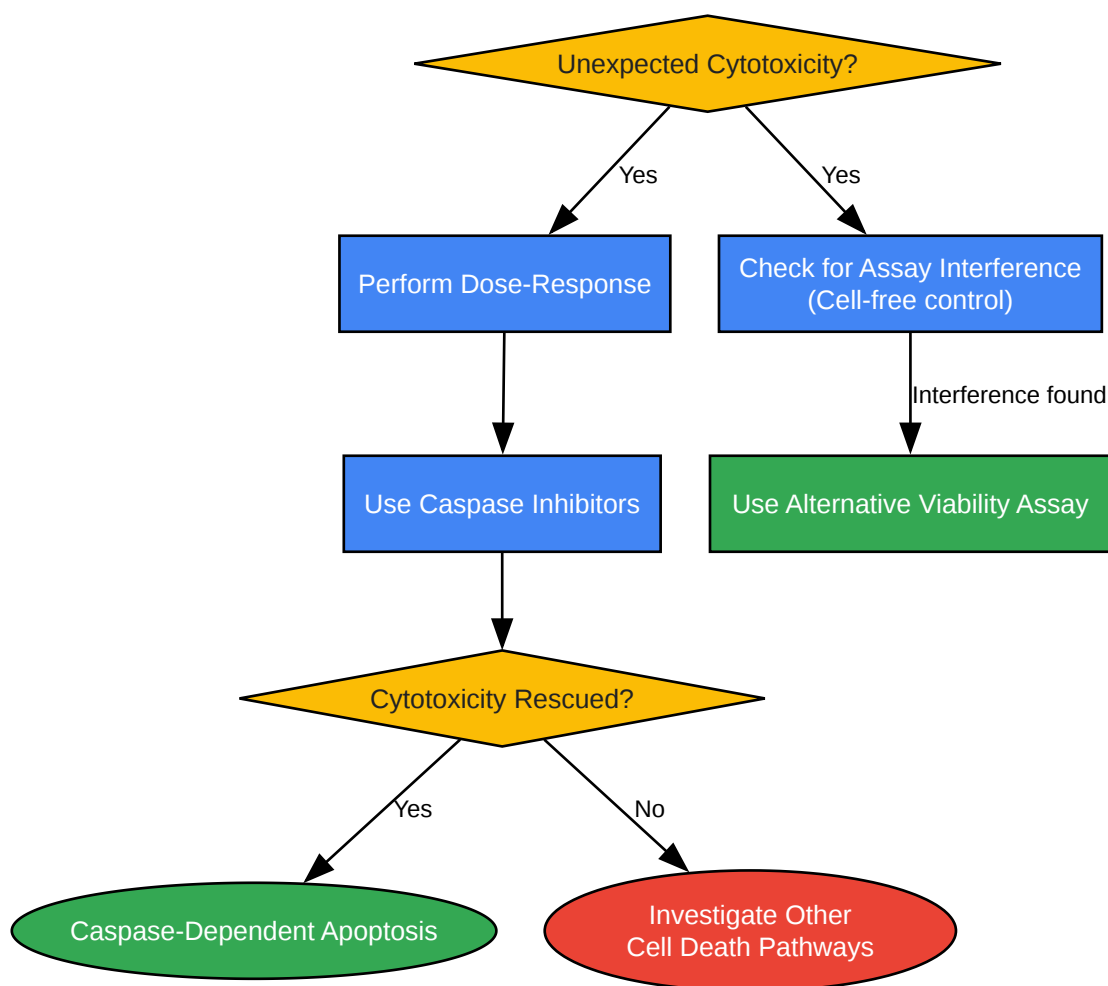 Unexpected Cytotoxicity?
Yes
Yes
Perform Dose-Response
Check for Assay Interference
(Cell-free control)
Interference found
Use Caspase Inhibitors
Use Alternative Viability Assay
Cytotoxicity Rescued?
Yes
No
Caspase-Dependent Apoptosis
Investigate Other
Cell Death Pathways